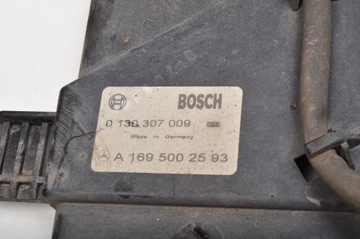 BOSCH
0 130 307 009
Made in Germany
A 169 500 25 93